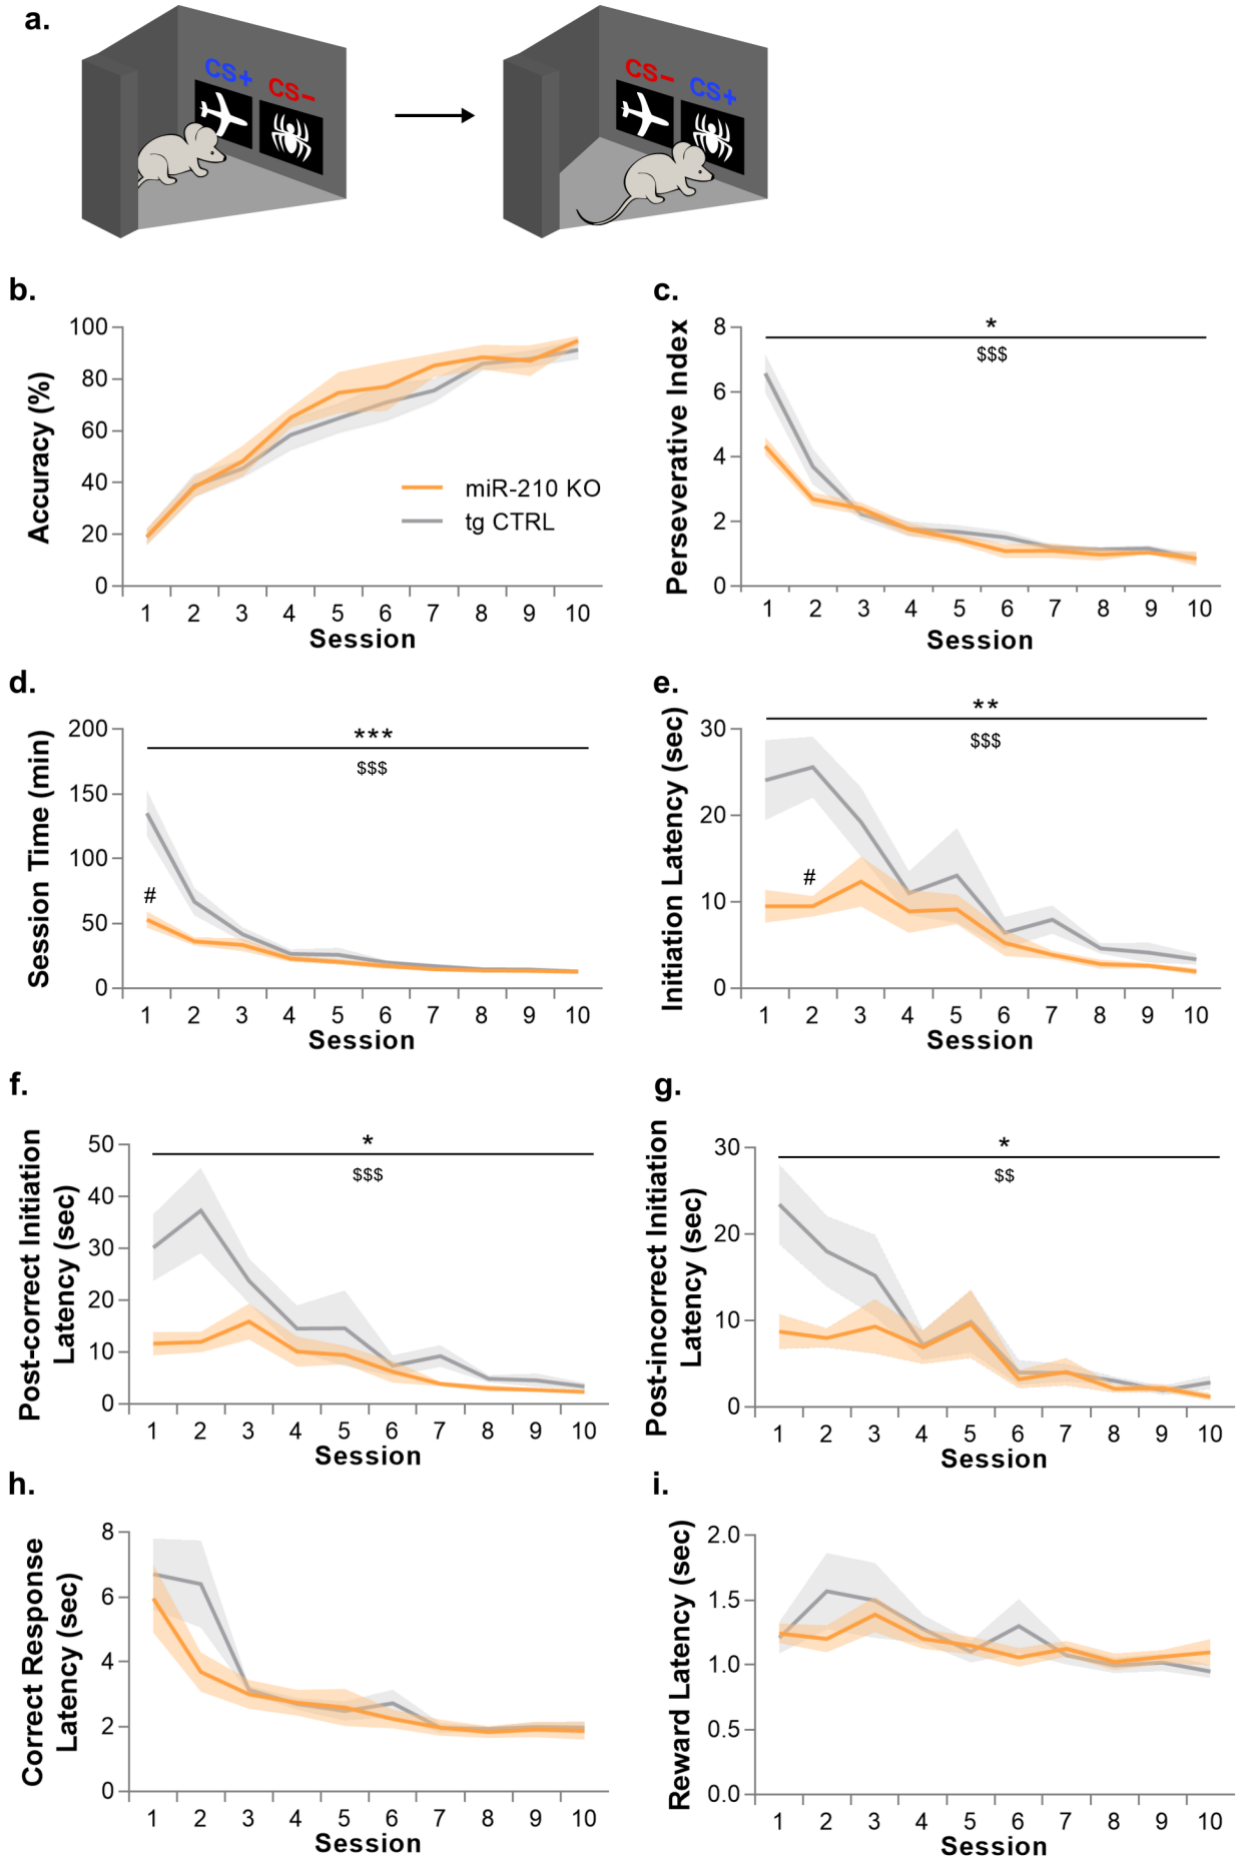 a.
CS+ CS−
CS− CS+
b.
Accuracy (%)
100
80
60
40
20
0
miR-210 KO
tg CTRL
1 2 3 4 5 6 7 8 9 10
Session
c.
Perseverative Index
8
6
4
2
0
*
$$$
1 2 3 4 5 6 7 8 9 10
Session
d.
Session Time (min)
200
150
100
50
0
***
$$$
#
1 2 3 4 5 6 7 8 9 10
Session
e.
Initiation Latency (sec)
30
20
10
0
**
$$$
#
1 2 3 4 5 6 7 8 9 10
Session
f.
Post-correct Initiation
Latency (sec)
50
40
30
20
10
0
*
$$$
1 2 3 4 5 6 7 8 9 10
Session
g.
Post-incorrect Initiation
Latency (sec)
30
20
10
0
*
$$
1 2 3 4 5 6 7 8 9 10
Session
h.
Correct Response
Latency (sec)
8
6
4
2
0
1 2 3 4 5 6 7 8 9 10
Session
i.
Reward Latency (sec)
2.0
1.5
1.0
0.5
0.0
1 2 3 4 5 6 7 8 9 10
Session